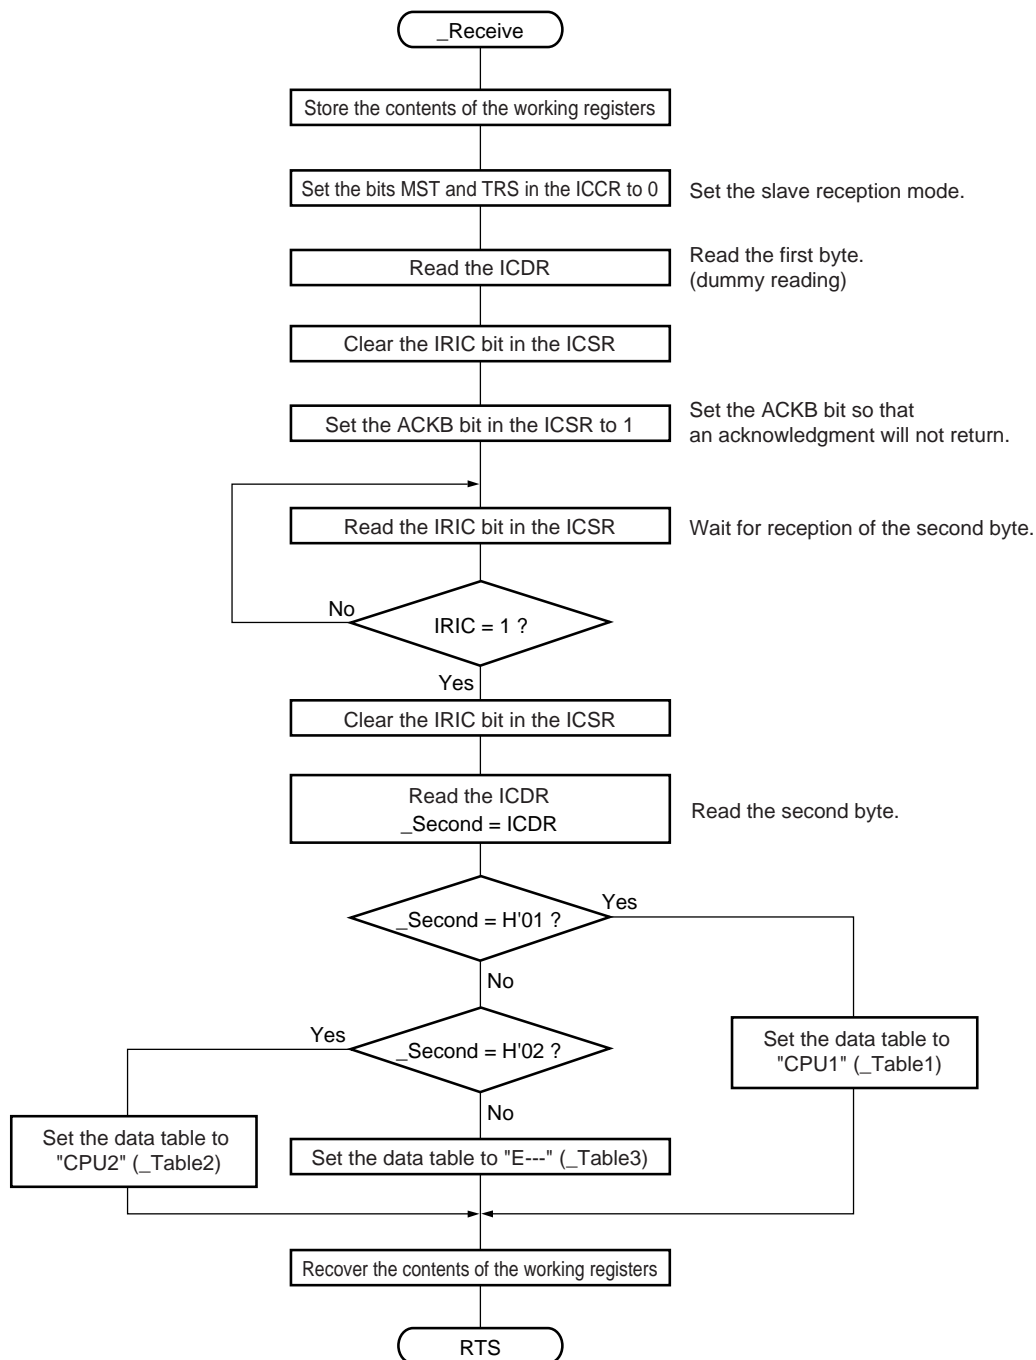 _Receive
Store the contents of the working registers
Set the bits MST and TRS in the ICCR to 0
Set the slave reception mode.
Read the ICDR
Read the first byte.
(dummy reading)
Clear the IRIC bit in the ICSR
Set the ACKB bit in the ICSR to 1
Set the ACKB bit so that
an acknowledgment will not return.
Read the IRIC bit in the ICSR
Wait for reception of the second byte.
No
IRIC = 1 ?
Yes
Clear the IRIC bit in the ICSR
Read the ICDR
_Second = ICDR
Read the second byte.
_Second = H'01 ?
Yes
No
Yes
_Second = H'02 ?
Set the data table to
"CPU1" (_Table1)
No
Set the data table to
"CPU2" (_Table2)
Set the data table to "E---" (_Table3)
Recover the contents of the working registers
RTS